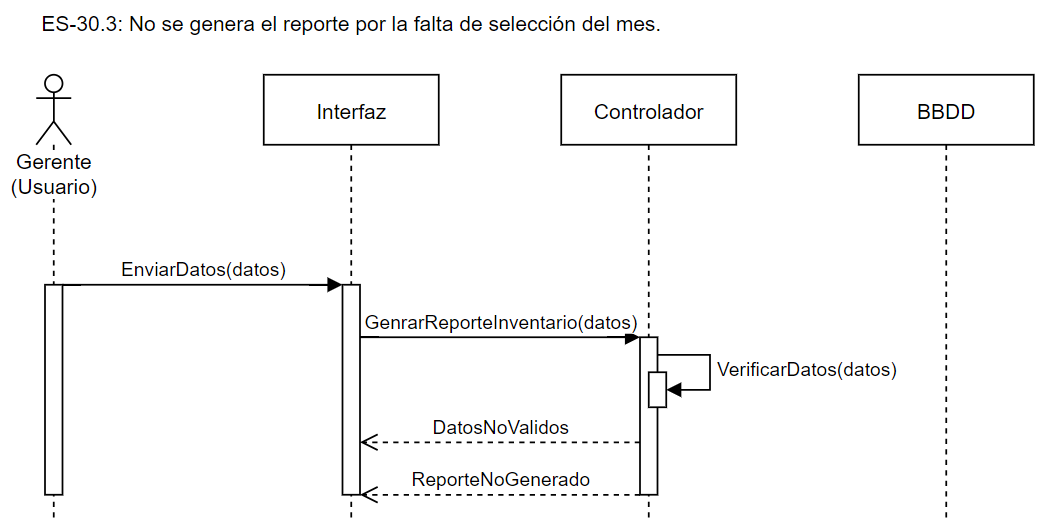 ES-30.3: No se genera el reporte por la falta de selección del mes.
Interfaz
Controlador
BBDD
Gerente
(Usuario)
EnviarDatos(datos)
GenrarReporteInventario(datos)
VerificarDatos(datos)
DatosNoValidos
ReporteNoGenerado